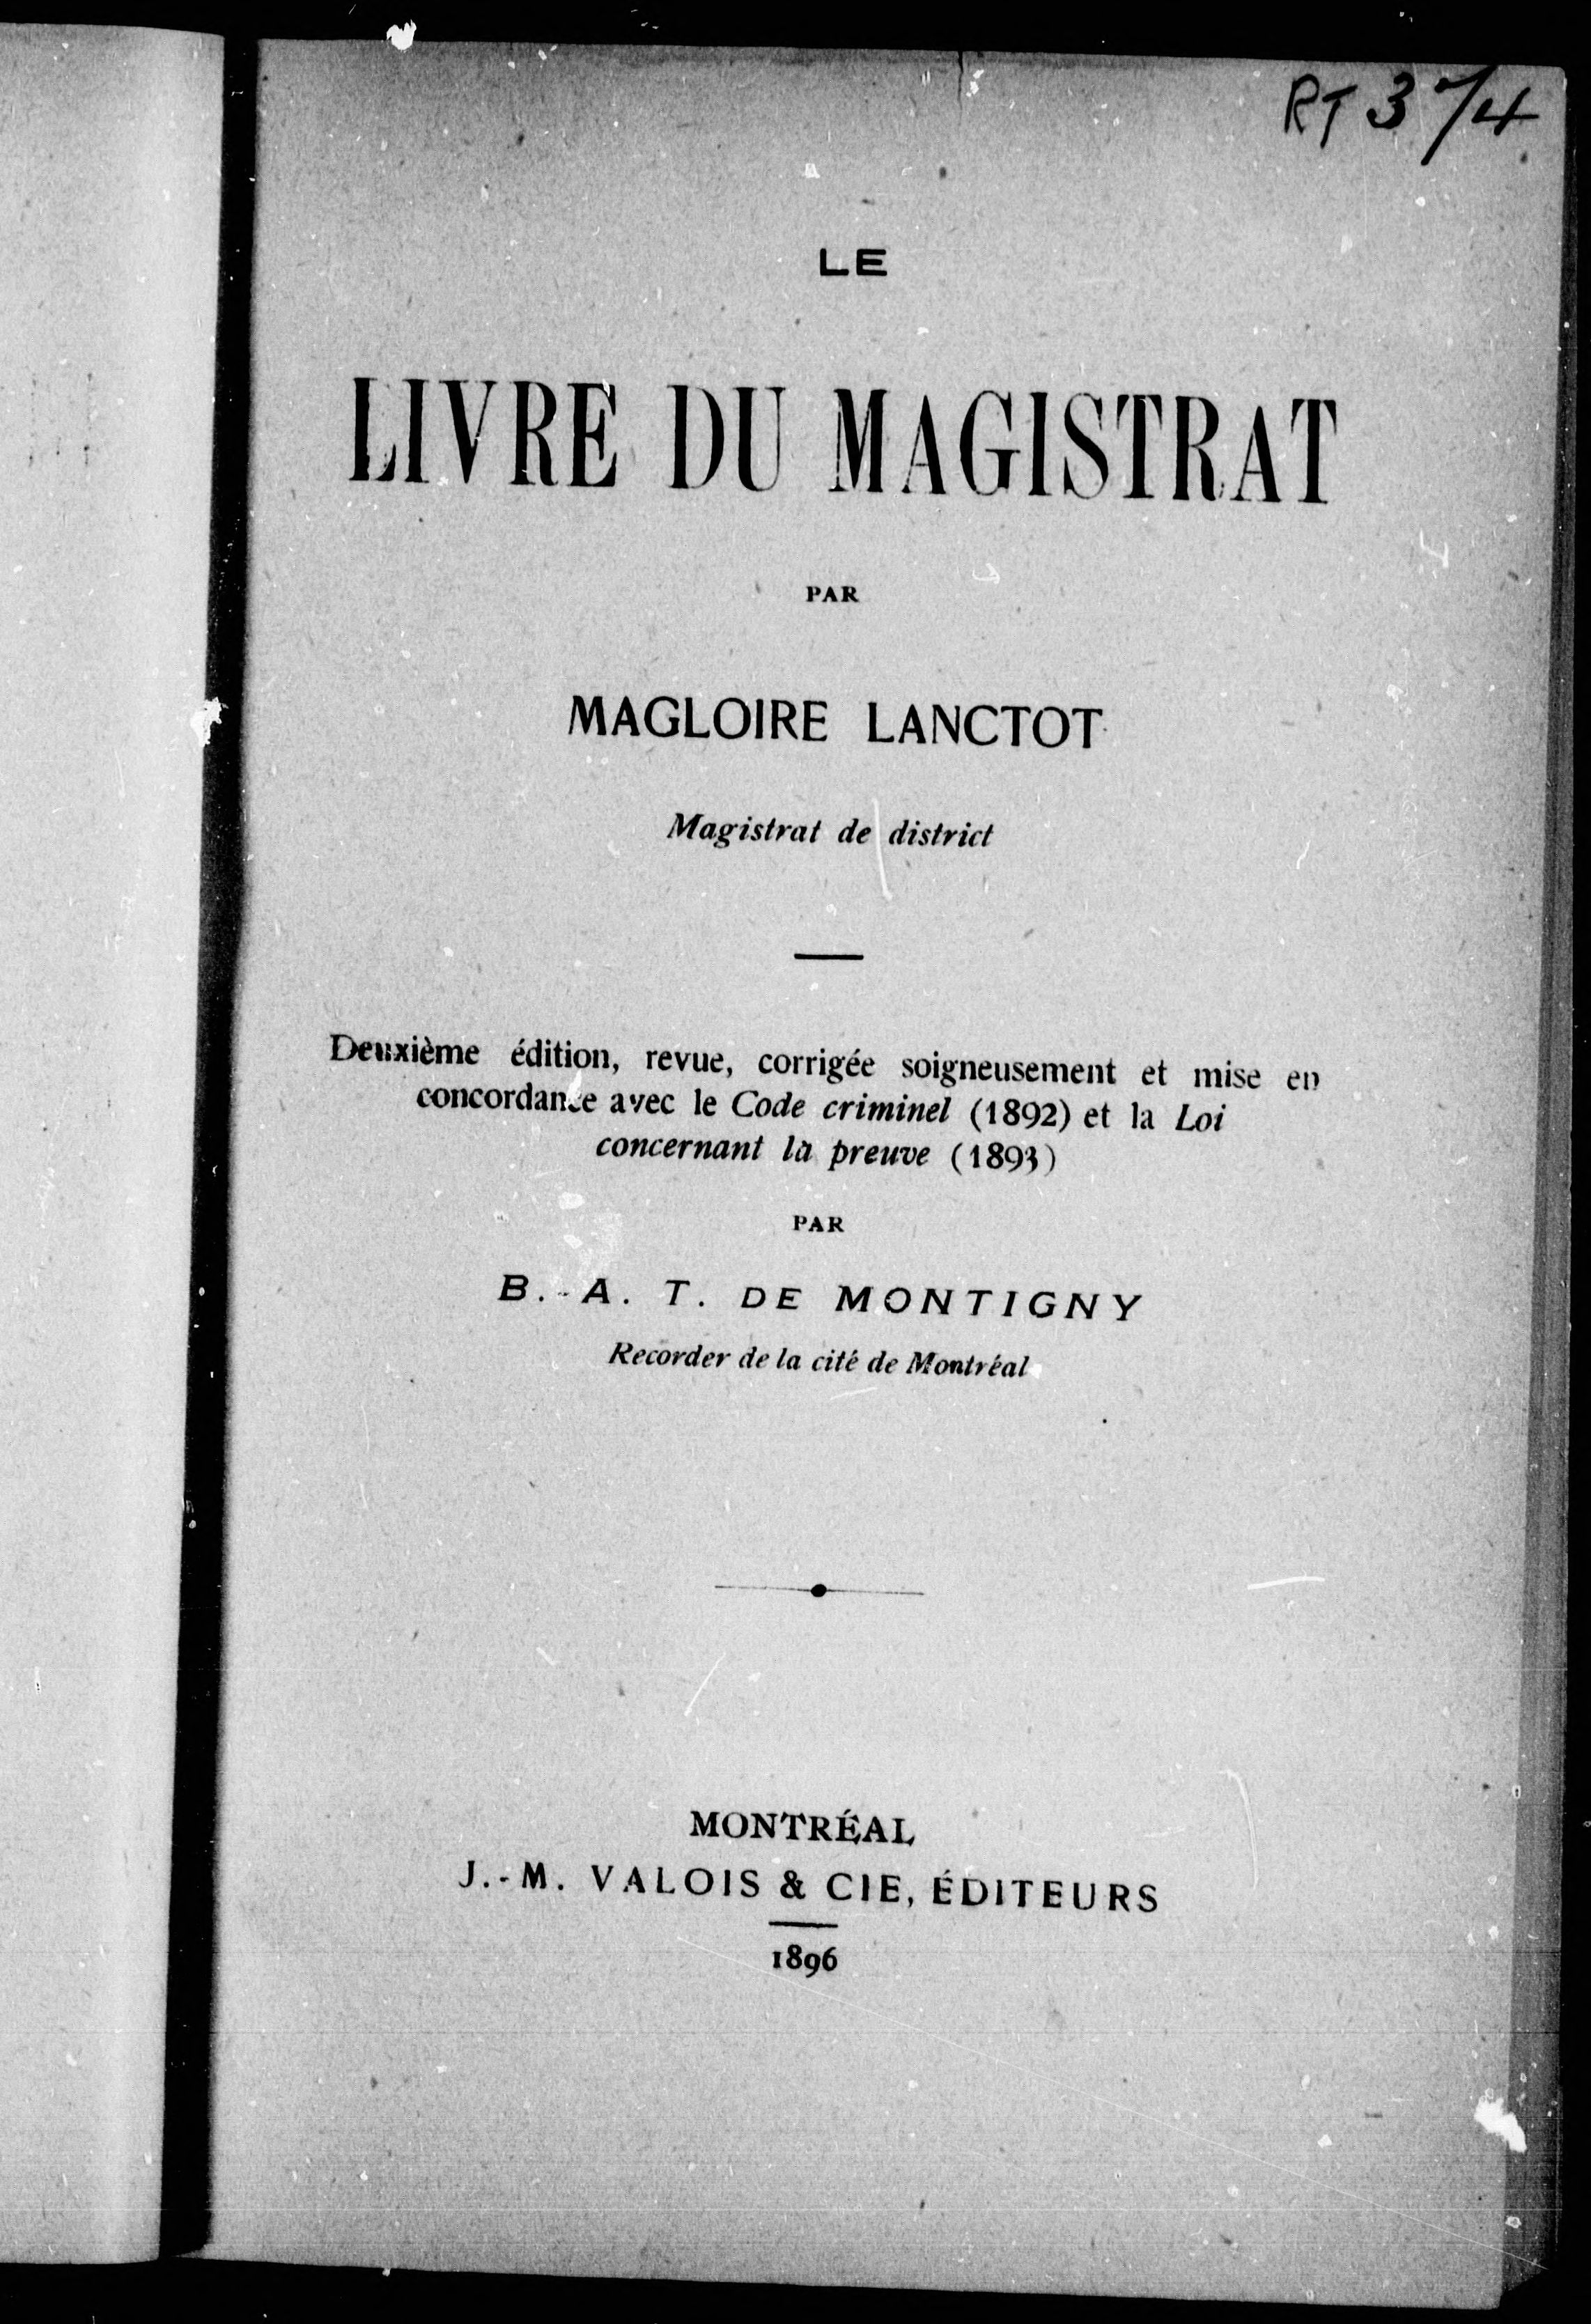 RT 374
LE
LIVRE DU MAGISTRAT
PAR
MAGLOIRE LANCTOT
Magistrat de district
Deuxième édition, revue, corrigée soigneusement et mise en
concordance avec le Code criminel (1892) et la Loi
concernant la preuve (1893)
PAR
B.-A. T. DE MONTIGNY
Recorder de la cité de Montréal
MONTRÉAL
J.-M. VALOIS & CIE, ÉDITEURS
1896